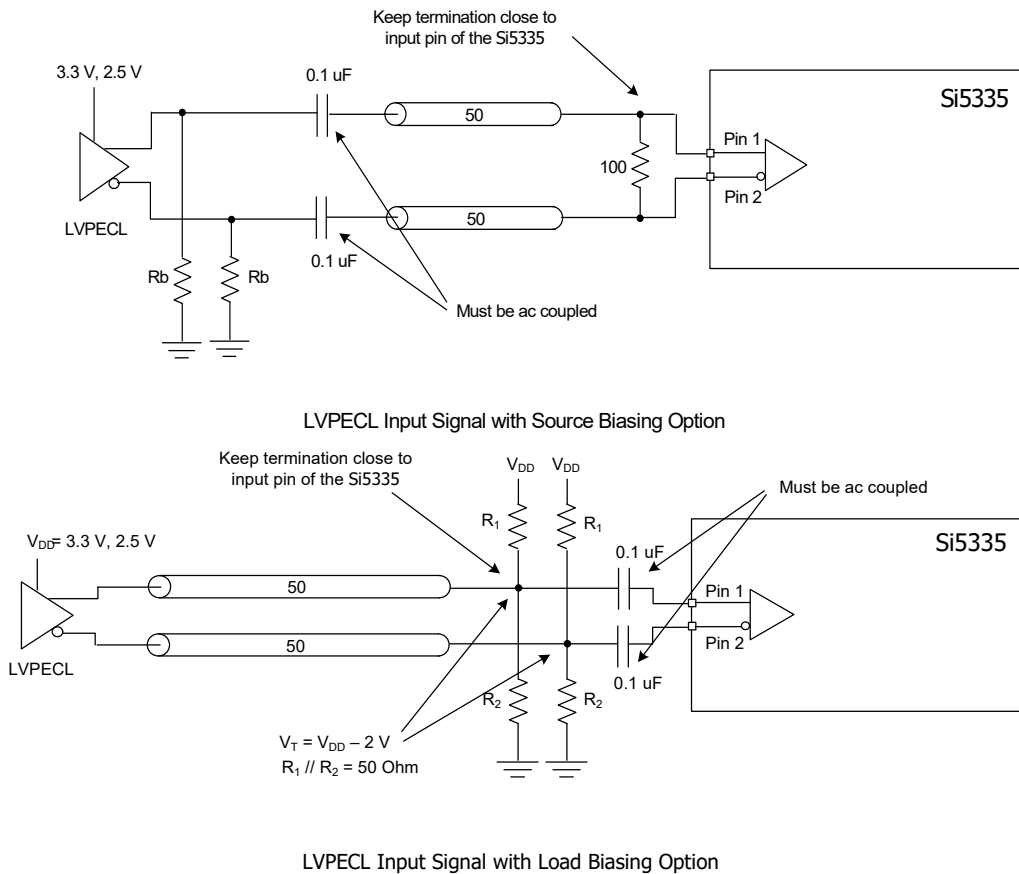 Keep termination close to
input pin of the Si5335
3.3 V, 2.5 V
0.1 uF
50
Si5335
Pin 1
100
Pin 2
50
LVPECL
0.1 uF
Rb
Rb
Must be ac coupled
LVPECL Input Signal with Source Biasing Option
Keep termination close to
input pin of the Si5335
VDD
VDD
Must be ac coupled
R1
R1
VDD= 3.3 V, 2.5 V
0.1 uF
Si5335
50
Pin 1
50
Pin 2
LVPECL
0.1 uF
R2
R2
VT = VDD – 2 V
R1 // R2 = 50 Ohm
LVPECL Input Signal with Load Biasing Option